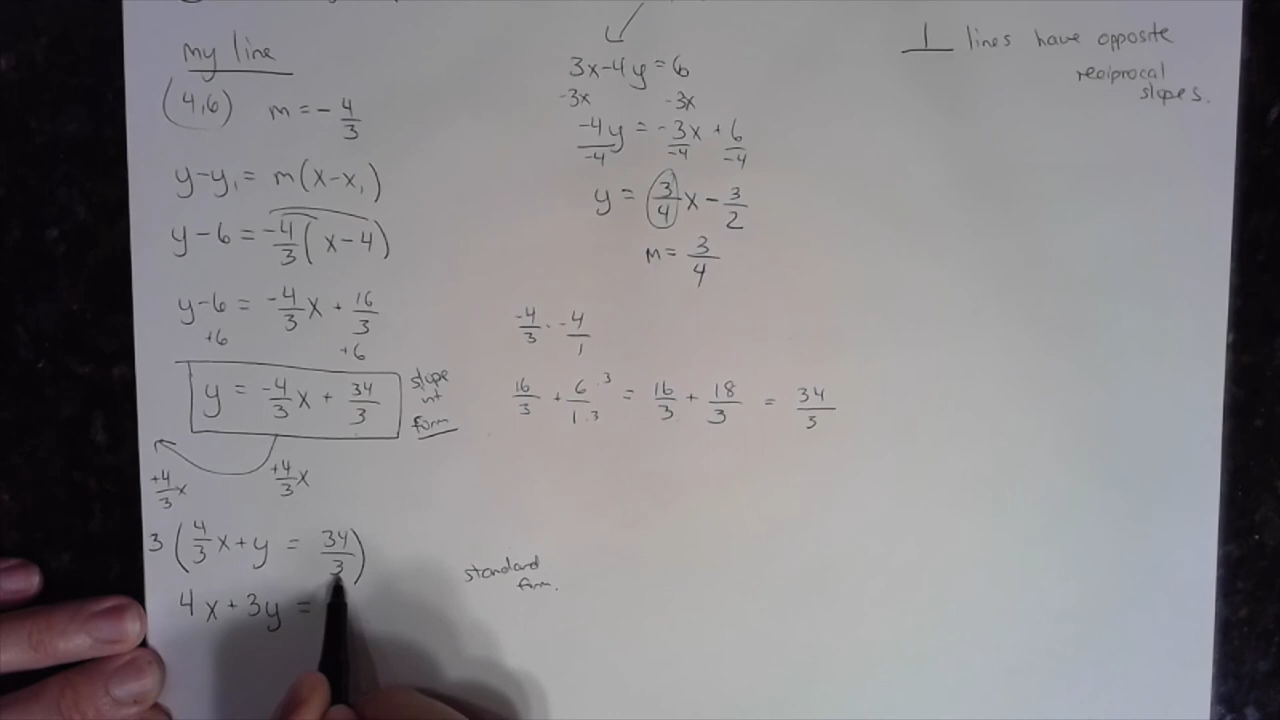 my line
(4,6) m = -4/3
y-y₁ = m(x-x₁)
y-6 = -4/3(x-4)
y-6 = -4/3x + 16/3
+6 +6
y = -4/3x + 34/3
slope
int
form
+4/3x +4/3x
3(4/3x+y = 34/3)
4x+3y =
standard
form.
3x-4y=6
-3x -3x
-4y/-4 = -3x/-4 + 6/-4
y = 3/4x - 3/2
m = 3/4
-4/3 · -4/1
16/3 + 6/1 ·3/·3 = 16/3 + 18/3 = 34/3
⊥ lines have opposite
reciprocal
slopes.